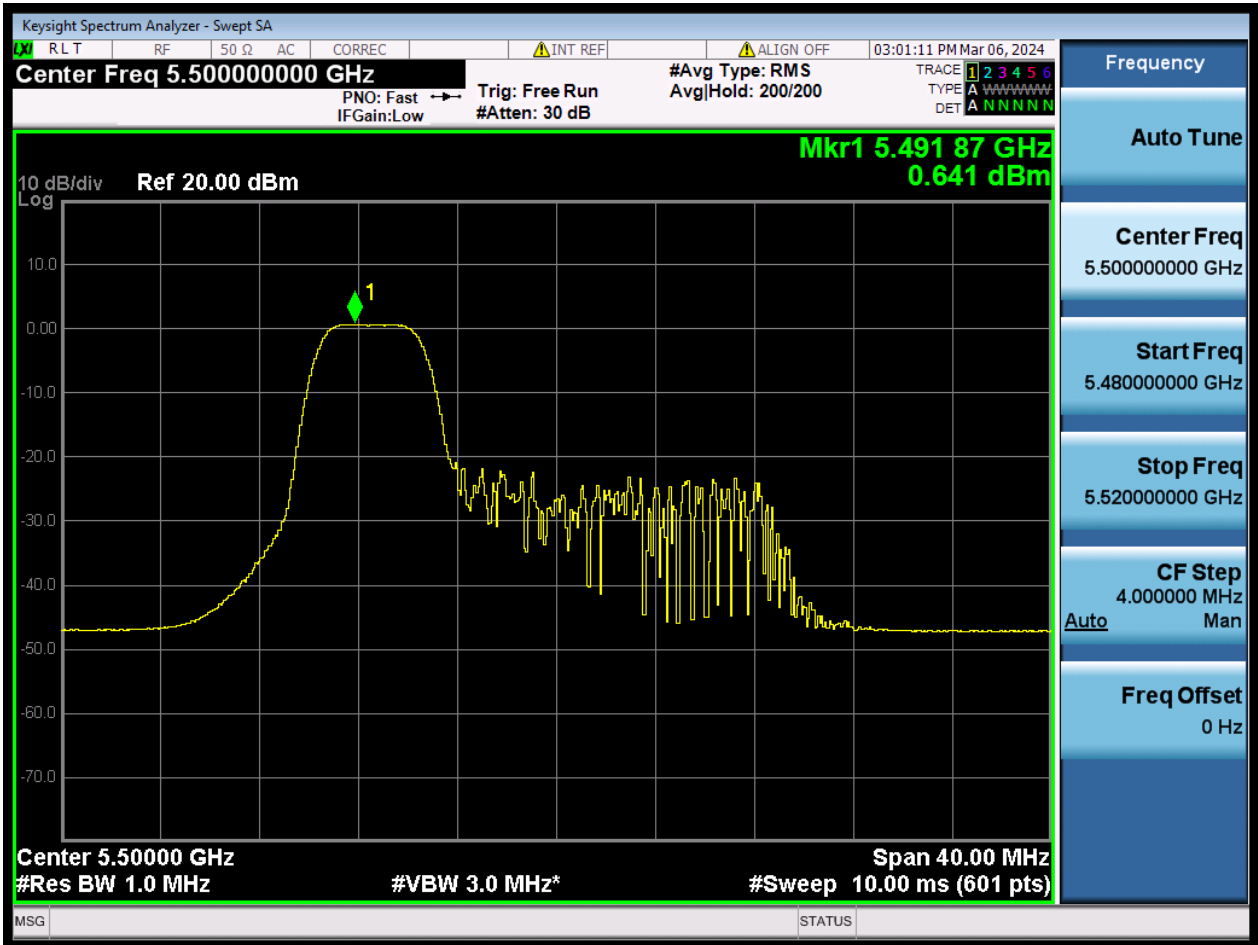 Keysight Spectrum Analyzer - Swept SA
LXI RLT RF 50 Ω AC CORREC INT REF ALIGN OFF 03:01:11 PM Mar 06, 2024
Center Freq 5.500000000 GHz
PNO: Fast
IFGain:Low
Trig: Free Run
#Atten: 30 dB
#Avg Type: RMS
Avg|Hold: 200/200
TRACE 1 2 3 4 5 6
TYPE A WWWWW
DET A N N N N N
Mkr1 5.491 87 GHz
0.641 dBm
10 dB/div Ref 20.00 dBm
Log
1
10.0
0.00
-10.0
-20.0
-30.0
-40.0
-50.0
-60.0
-70.0
Center 5.50000 GHz Span 40.00 MHz
#Res BW 1.0 MHz #VBW 3.0 MHz* #Sweep 10.00 ms (601 pts)
MSG STATUS
Frequency
Auto Tune
Center Freq
5.500000000 GHz
Start Freq
5.480000000 GHz
Stop Freq
5.520000000 GHz
CF Step
4.000000 MHz
Auto Man
Freq Offset
0 Hz